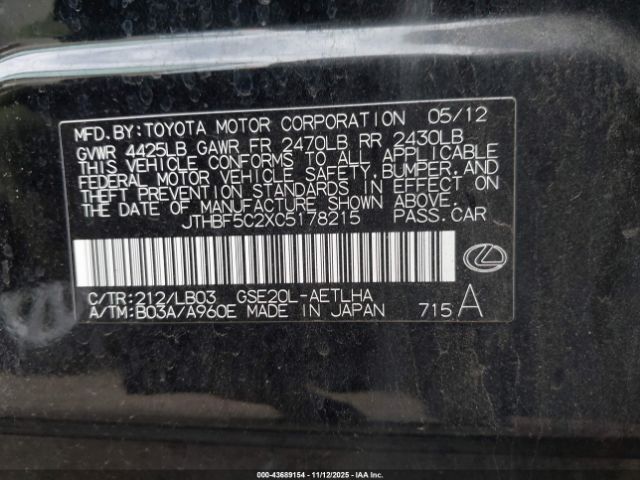 MFD. BY: TOYOTA MOTOR CORPORATION 05/12
GVWR 4425LB GAWR FR 2470LB RR 2430LB
THIS VEHICLE CONFORMS TO ALL APPLICABLE
FEDERAL MOTOR VEHICLE SAFETY, BUMPER, AND
THEFT PREVENTION STANDARDS IN EFFECT ON
THE DATE OF MANUFACTURE SHOWN ABOVE.
JTHBF5C2XC5178215 PASS. CAR
C/TR: 212/LB03 GSE20L-AETLHA
A/TM: B03A/A960E MADE IN JAPAN 715 A
000-43689154 - 11/12/2025 - IAA Inc.